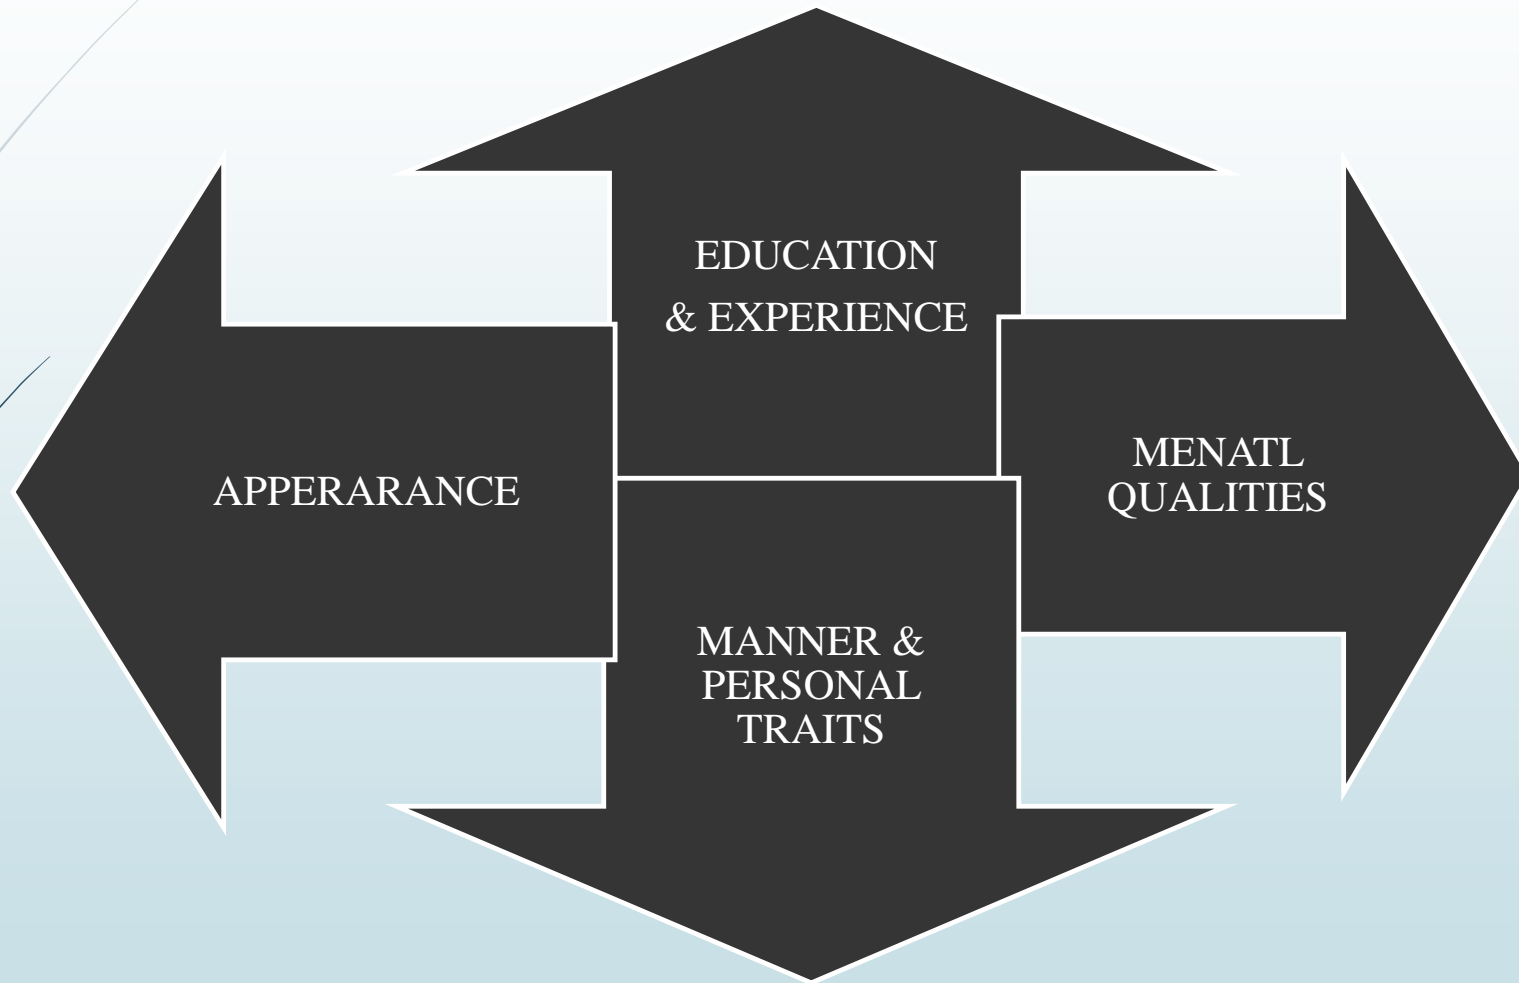 EDUCATION
& EXPERIENCE
APPERARANCE
MENATL
QUALITIES
MANNER &
PERSONAL
TRAITS